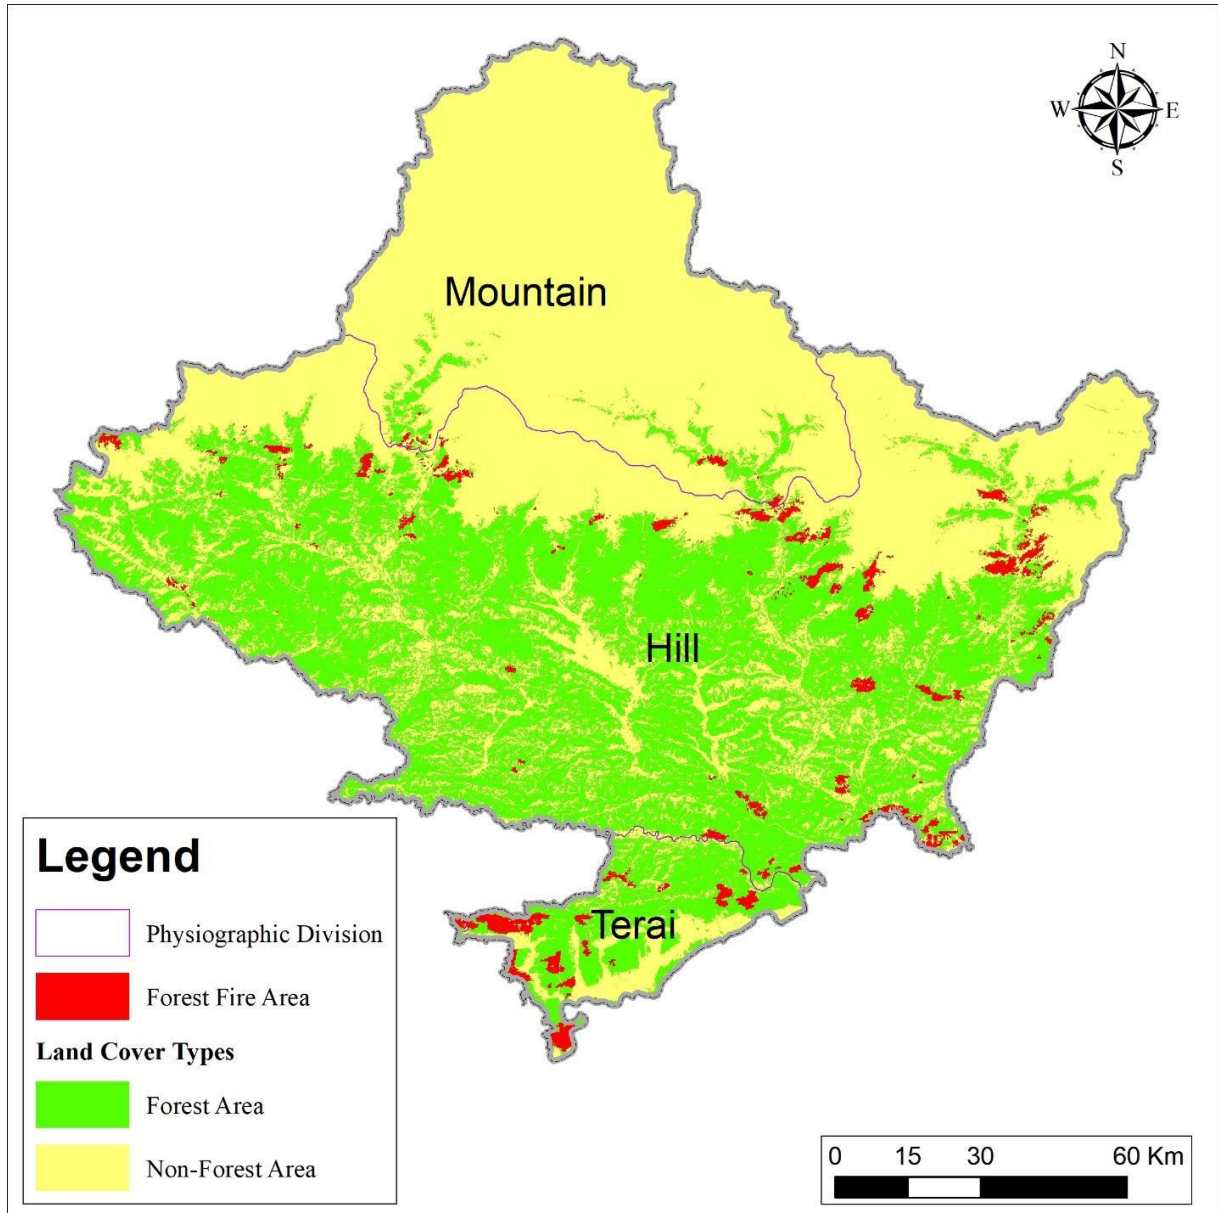 N
W E
S
Mountain
Hill
Terai
Legend
Physiographic Division
Forest Fire Area
Land Cover Types
Forest Area
Non-Forest Area
0 15 30 60 Km